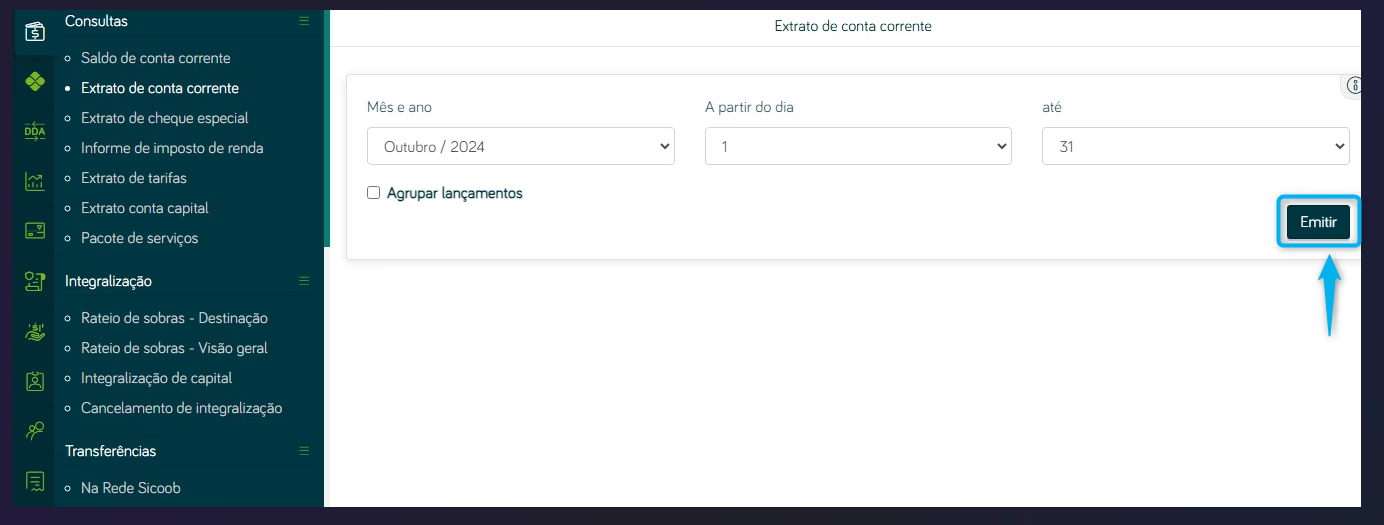 Consultas
Saldo de conta corrente
Extrato de conta corrente
Extrato de cheque especial
Informe de imposto de renda
Extrato de tarifas
Extrato conta capital
Pacote de serviços
Integralização
Rateio de sobras - Destinação
Rateio de sobras - Visão geral
Integralização de capital
Cancelamento de integralização
Transferências
Na Rede Sicoob
DDA
Extrato de conta corrente
Mês e ano
A partir do dia
até
Outubro / 2024
1
31
Agrupar lançamentos
Emitir